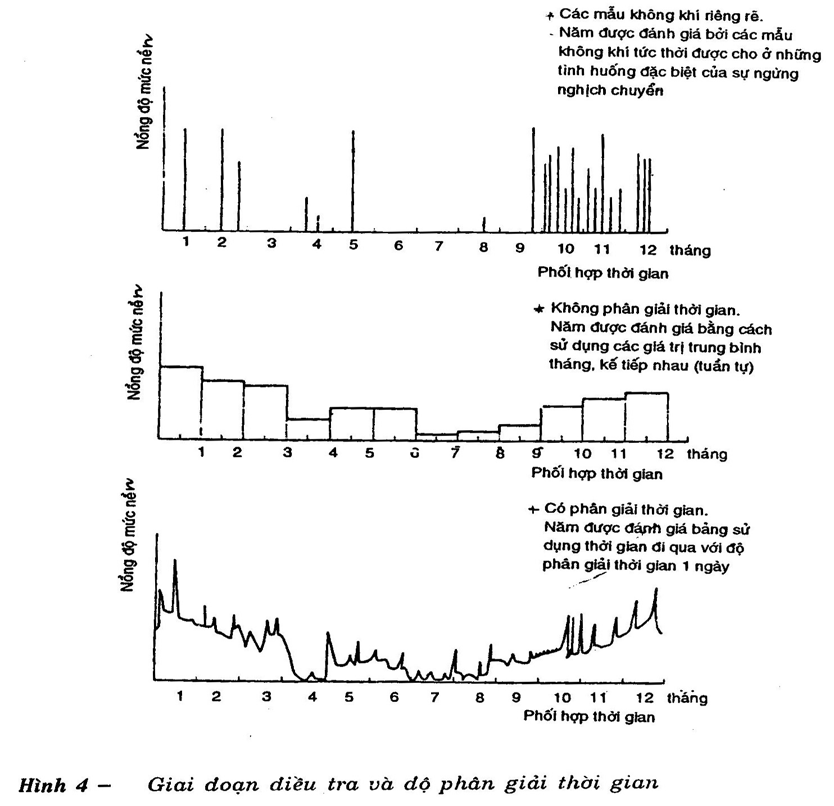 + Các mẫu không khí riêng rẽ.
- Năm được đánh giá bởi các mẫu
không khí tức thời được cho ở những
tình huống đặc biệt của sự ngừng
nghịch chuyển
Nồng độ mức nền
1 2 3 4 5 6 7 8 9 10 11 12 tháng
Phối hợp thời gian
* Không phân giải thời gian.
Năm được đánh giá bằng cách
sử dụng các giá trị trung bình
tháng, kế tiếp nhau (tuần tự)
Nồng độ mức nền
1 2 3 4 5 6 7 8 9 10 11 12 tháng
Phối hợp thời gian
+ Có phân giải thời gian.
Năm được đánh giá bảng sử
dụng thời gian đi qua với độ
phân giải thời gian 1 ngày
Nồng độ mức nền
1 2 3 4 5 6 7 8 9 10 11 12 tháng
Phối hợp thời gian
Hình 4 – Giai đoạn điều tra và độ phân giải thời gian